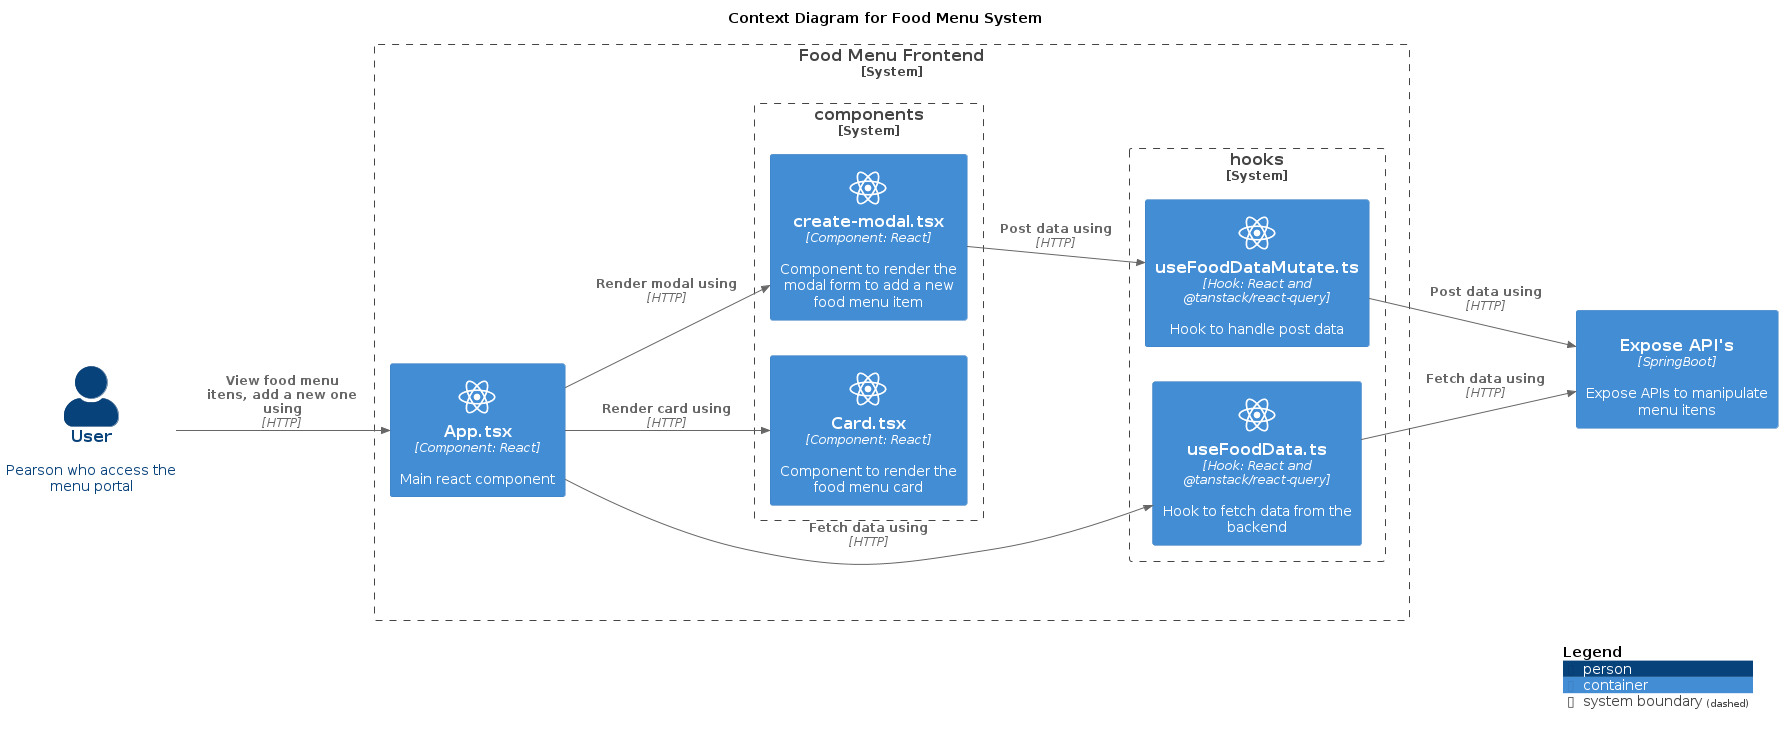 Context Diagram for Food Menu System
Food Menu Frontend
[System]
components
[System]
create-modal.tsx
[Component: React]
Component to render the
modal form to add a new
food menu item
Card.tsx
[Component: React]
Component to render the
food menu card
hooks
[System]
useFoodDataMutate.ts
[Hook: React and
@tanstack/react-query]
Hook to handle post data
useFoodData.ts
[Hook: React and
@tanstack/react-query]
Hook to fetch data from the
backend
App.tsx
[Component: React]
Main react component
User
Pearson who access the
menu portal
Expose API's
[SpringBoot]
Expose APIs to manipulate
menu itens
View food menu
itens, add a new one
using
[HTTP]
Render modal using
[HTTP]
Render card using
[HTTP]
Fetch data using
[HTTP]
Post data using
[HTTP]
Post data using
[HTTP]
Fetch data using
[HTTP]
Legend
person
container
system boundary (dashed)